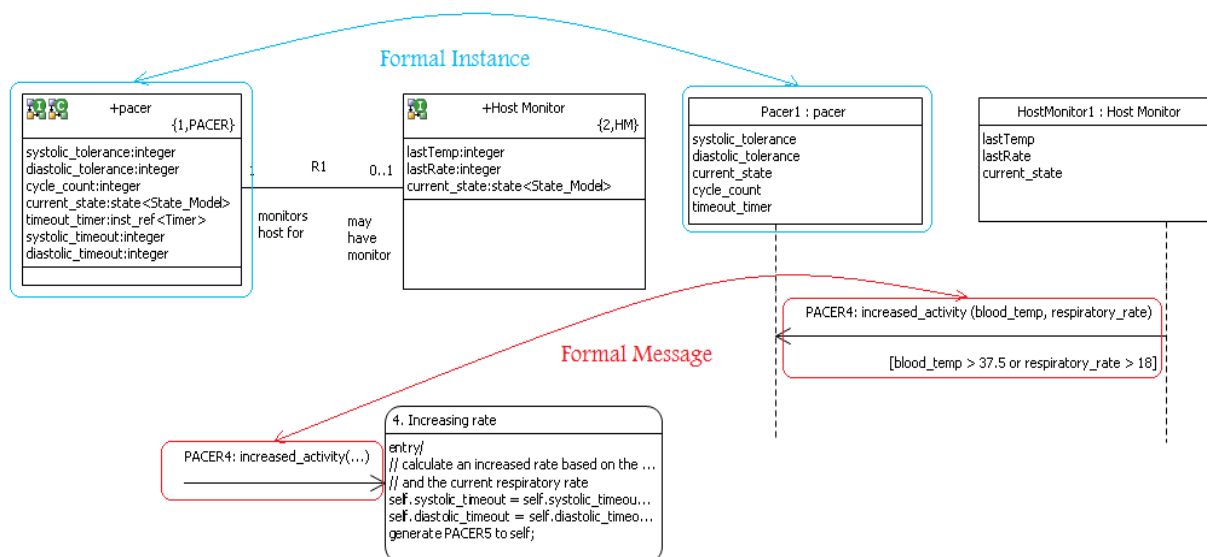 Formal Instance
+pacer
{1,PACER}
systolic_tolerance:integer
diastolic_tolerance:integer
cycle_count:integer
current_state:state<State_Model>
timeout_timer:inst_ref<Timer>
systolic_timeout:integer
diastolic_timeout:integer
1
R1
0..1
monitors
host for
may
have
monitor
+Host Monitor
{2,HM}
lastTemp:integer
lastRate:integer
current_state:state<State_Model>
Pacer1 : pacer
systolic_tolerance
diastolic_tolerance
current_state
cycle_count
timeout_timer
HostMonitor1 : Host Monitor
lastTemp
lastRate
current_state
PACER4: increased_activity (blood_temp, respiratory_rate)
[blood_temp > 37.5 or respiratory_rate > 18]
Formal Message
PACER4: increased_activity(...)
4. Increasing rate
entry/
// calculate an increased rate based on the ...
// and the current respiratory rate
self.systolic_timeout = self.systolic_timeou...
self.diastolic_timeout = self.diastolic_timeo...
generate PACER5 to self;